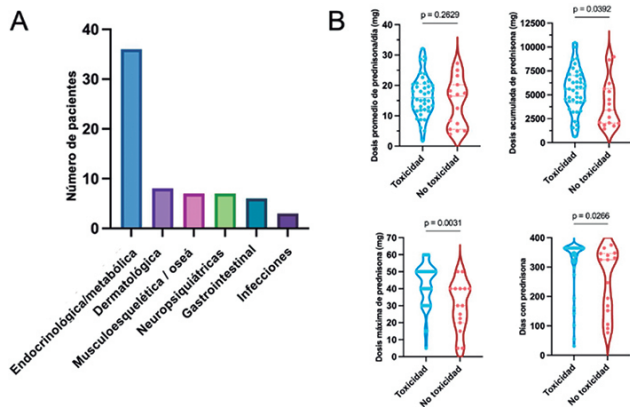 A
Número de pacientes
40
30
20
10
0
Endocrinológica/metabólica
Dermatológica
Musculoesquelética / oseá
Neuropsiquiátricas
Gastrointestinal
Infecciones
B
p = 0.2629
Dosis promedio de prednisona/día (mg)
40
30
20
10
0
Toxicidad
No toxicidad
p = 0.0392
Dosis acumulada de prednisona (mg)
12500
10000
7500
5000
2500
0
Toxicidad
No toxicidad
p = 0.0031
Dosis máxima de prednisona (mg)
70
60
50
40
30
20
10
0
Toxicidad
No toxicidad
p = 0.0266
Días con prednisona
400
300
200
100
0
Toxicidad
No toxicidad